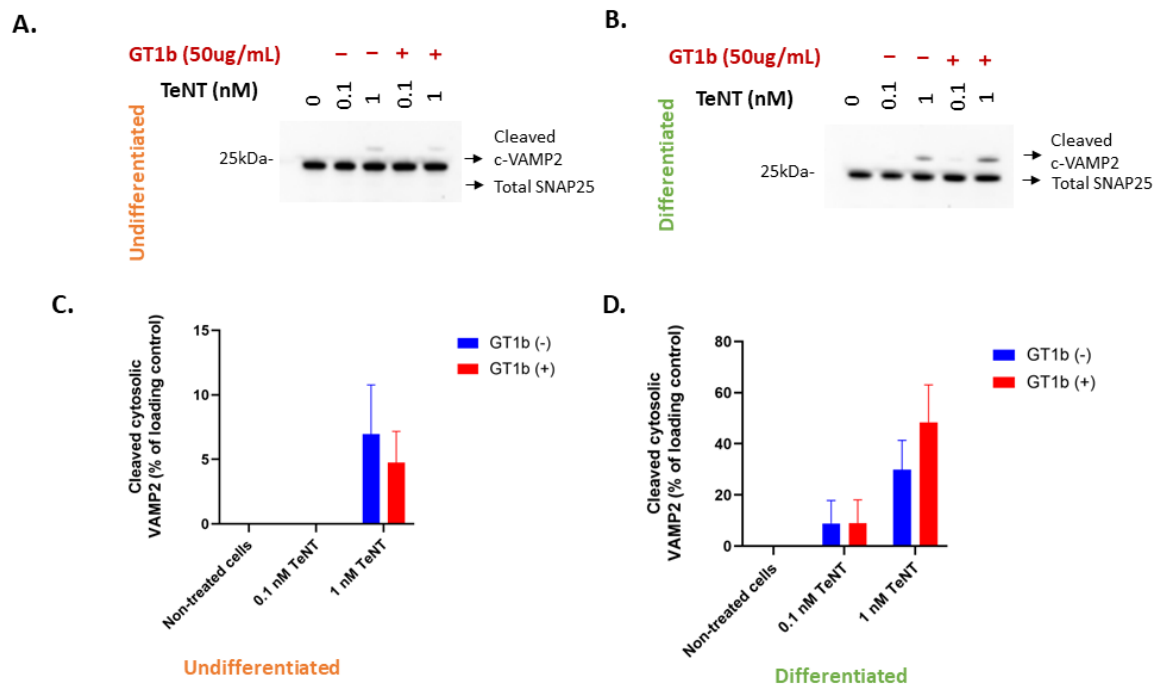 A.
GT1b (50ug/mL) – – + +
TeNT (nM) 0 0.1 1 0.1 1
Undifferentiated
25kDa-
Cleaved
c-VAMP2
Total SNAP25
B.
GT1b (50ug/mL) – – + +
TeNT (nM) 0 0.1 1 0.1 1
Differentiated
25kDa-
Cleaved
c-VAMP2
Total SNAP25
C.
Cleaved cytosolic
VAMP2 (% of loading control)
15
10
5
0
GT1b (-)
GT1b (+)
Non-treated cells
0.1 nM TeNT
1 nM TeNT
Undifferentiated
D.
Cleaved cytosolic
VAMP2 (% of loading control)
80
60
40
20
0
GT1b (-)
GT1b (+)
Non-treated cells
0.1 nM TeNT
1 nM TeNT
Differentiated